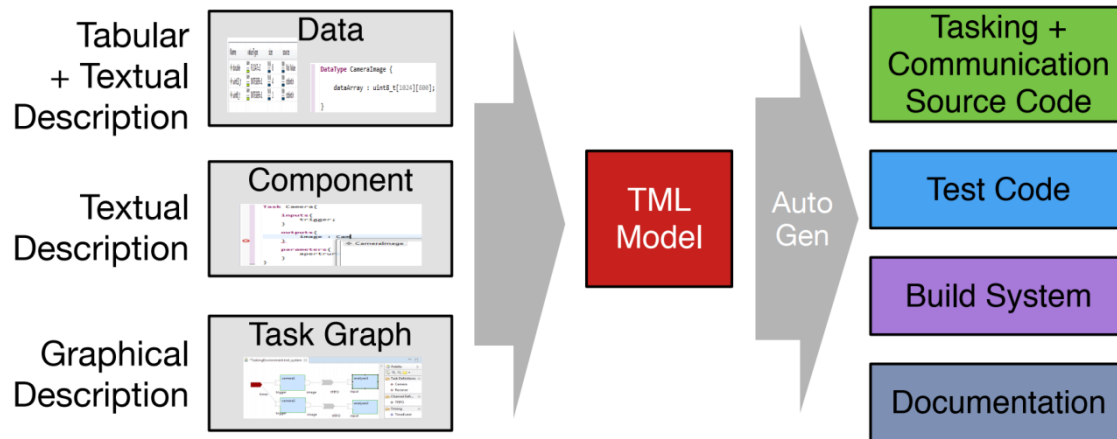 Tabular
+ Textual
Description
Data
DataType CameraImage {
dataArray : uint8_t[1024][800];
}
Textual
Description
Component
Task Camera{
inputs{
trigger;
}
outputs{
image : Cam
}
CameraImage
parameters{
}
}
Graphical
Description
Task Graph
TML
Model
Auto
Gen
Tasking +
Communication
Source Code
Test Code
Build System
Documentation